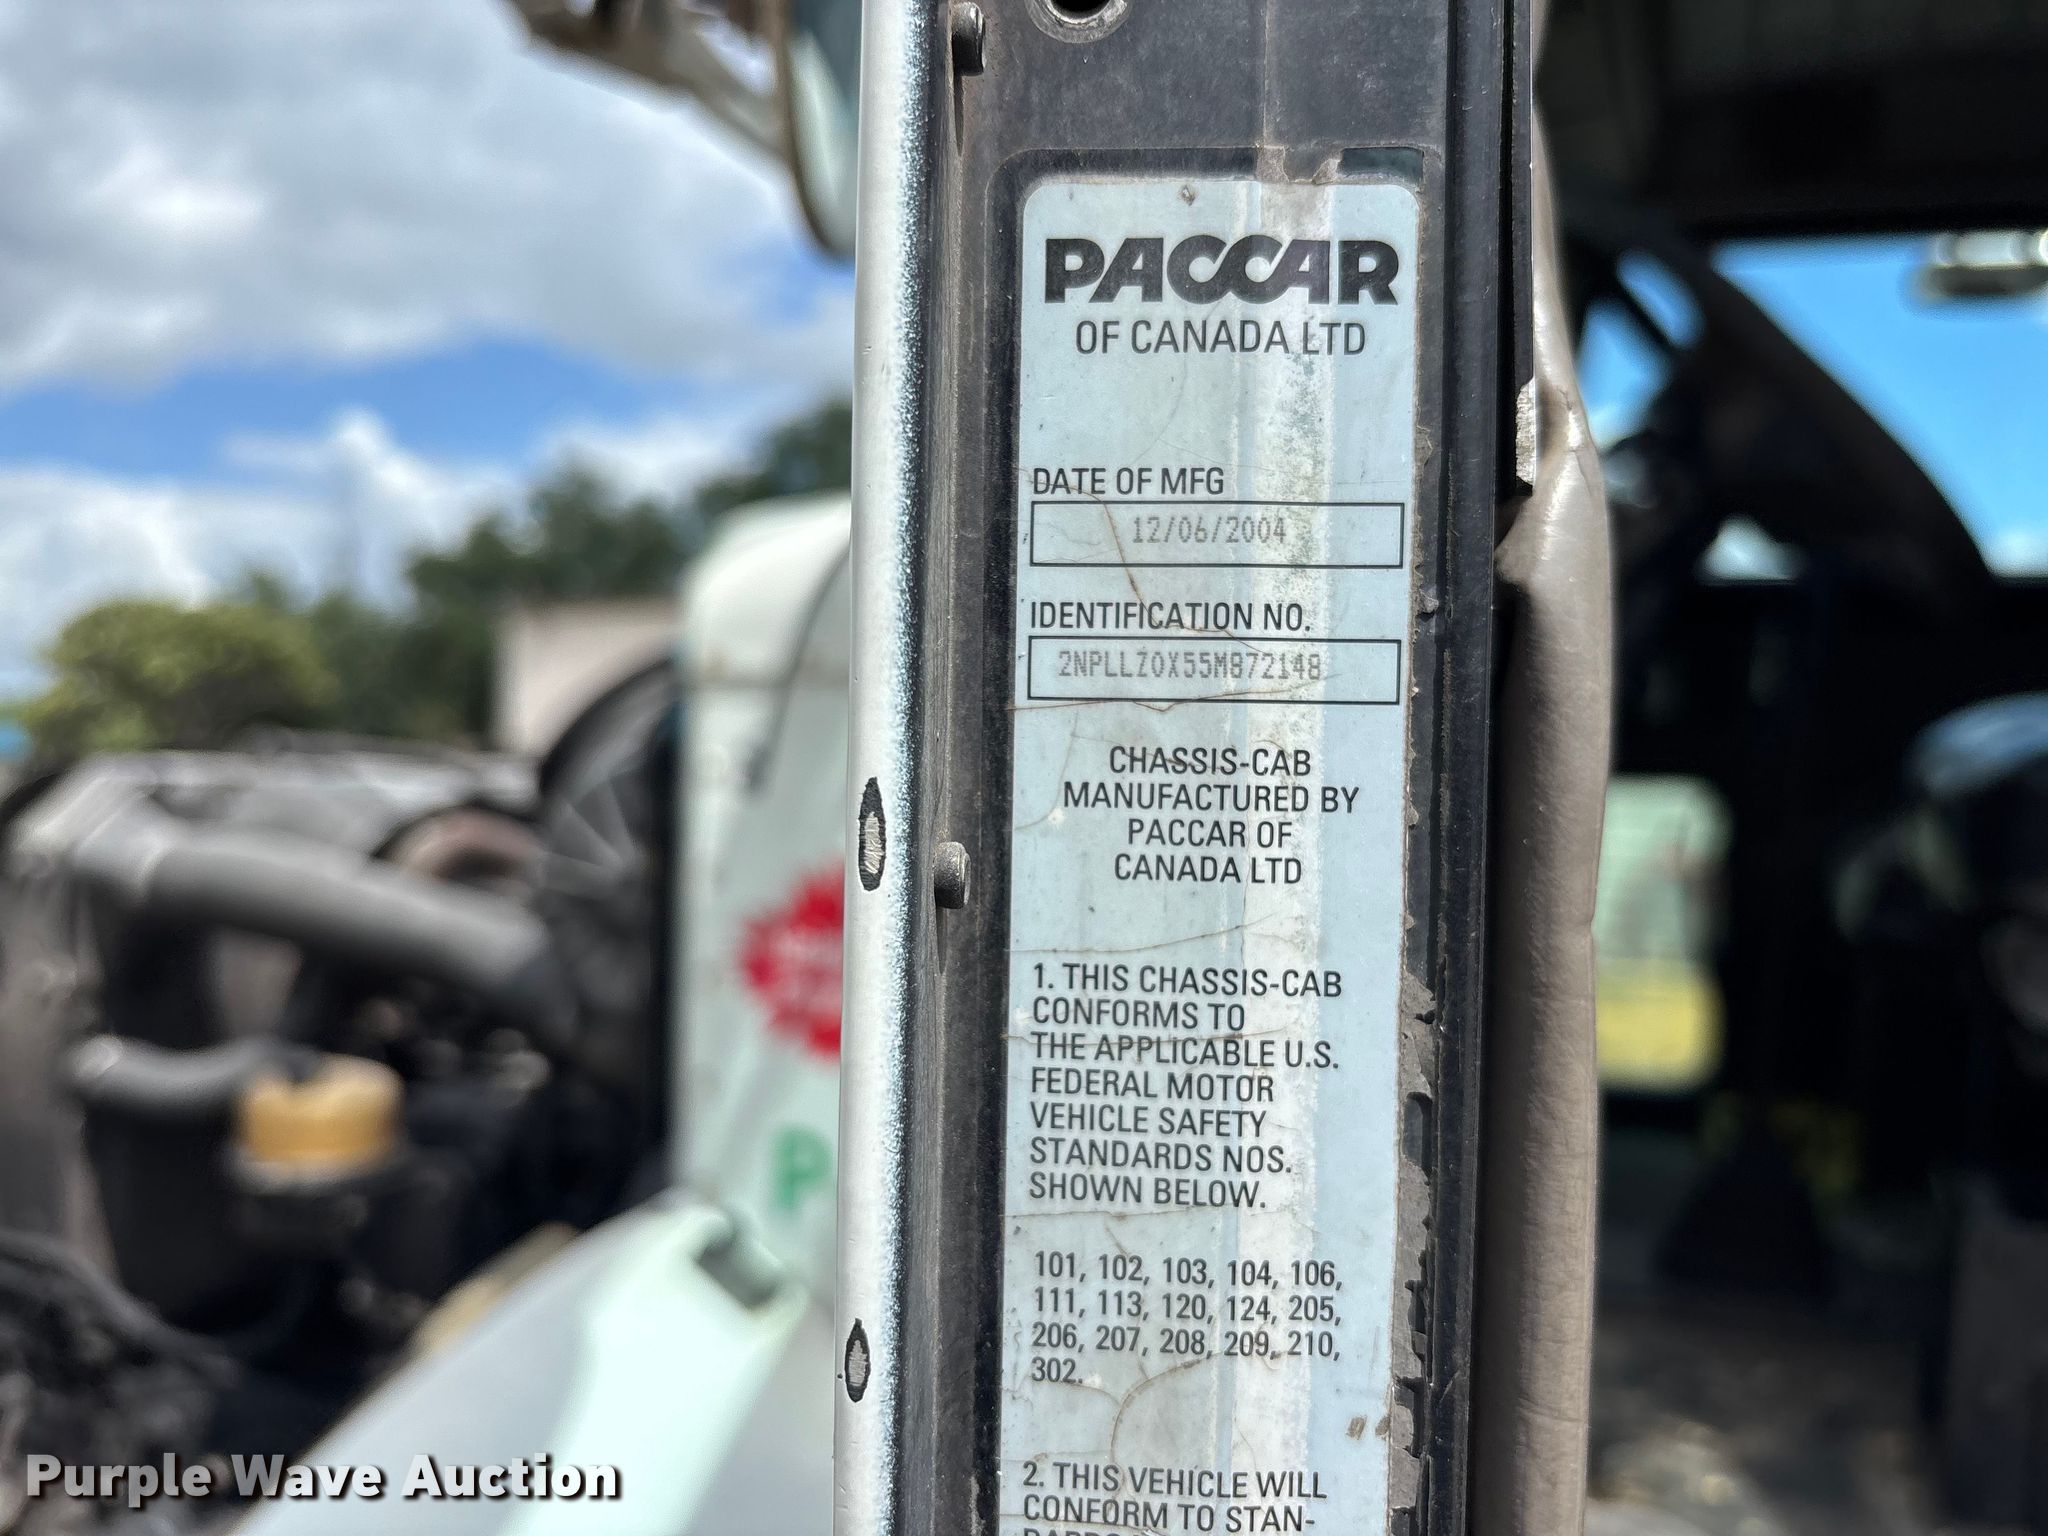 PACCAR
OF CANADA LTD
DATE OF MFG
12/06/2004
IDENTIFICATION NO.
2NPLLZ0X55M872148
CHASSIS-CAB
MANUFACTURED BY
PACCAR OF
CANADA LTD
1. THIS CHASSIS-CAB
CONFORMS TO
THE APPLICABLE U.S.
FEDERAL MOTOR
VEHICLE SAFETY
STANDARDS NOS.
SHOWN BELOW.
101, 102, 103, 104, 106,
111, 113, 120, 124, 205,
206, 207, 208, 209, 210,
302.
2. THIS VEHICLE WILL
CONFORM TO STAN-
Purple Wave Auction